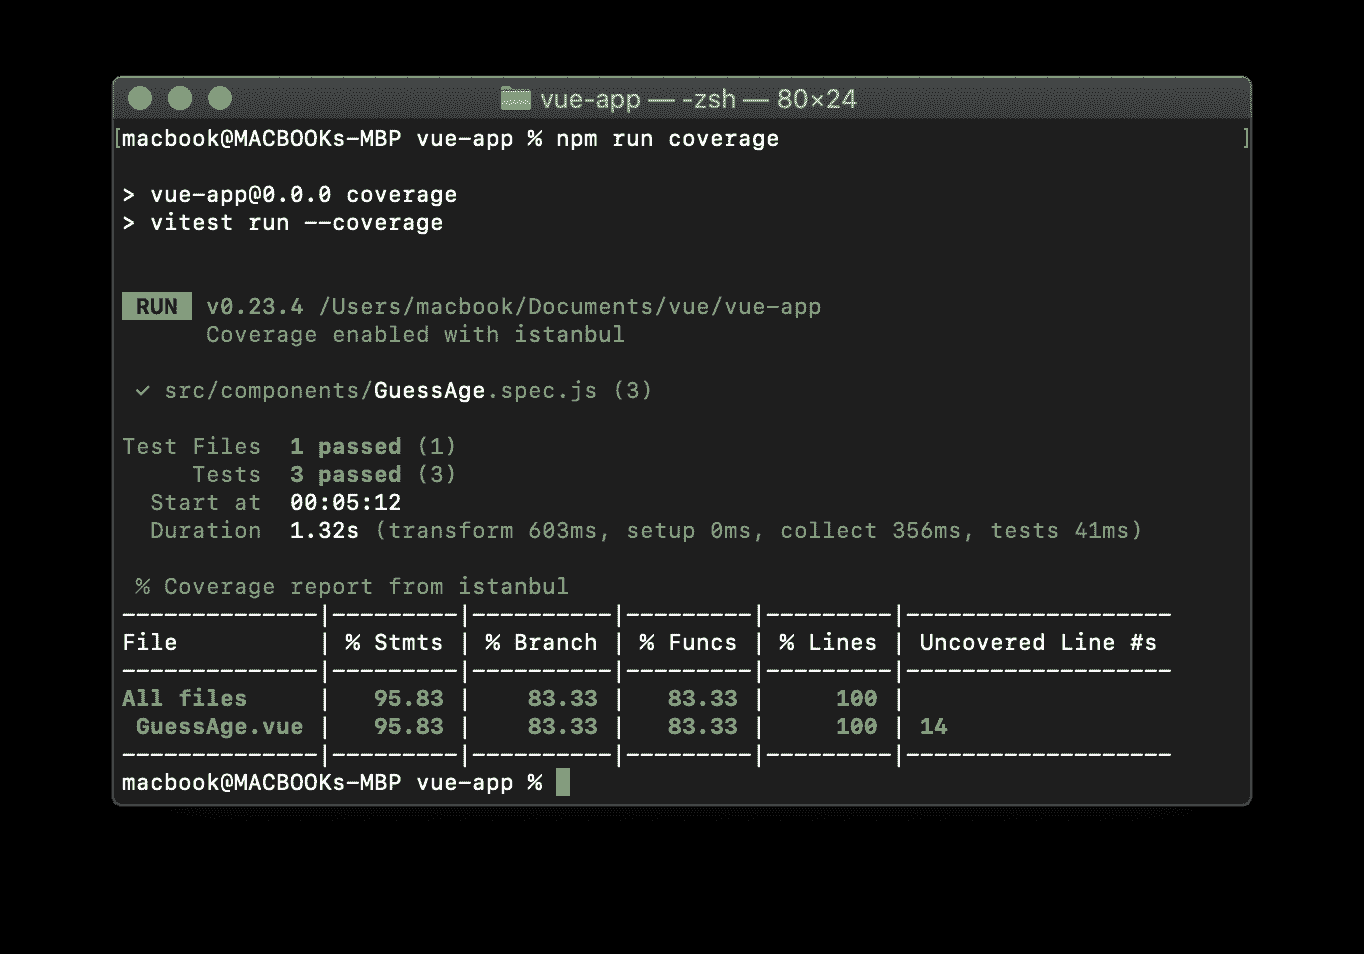 vue-app — -zsh — 80×24
[macbook@MACBOOKs-MBP vue-app % npm run coverage ]
> vue-app@0.0.0 coverage
> vitest run --coverage
RUN v0.23.4 /Users/macbook/Documents/vue/vue-app
Coverage enabled with istanbul
✓ src/components/GuessAge.spec.js (3)
Test Files 1 passed (1)
Tests 3 passed (3)
Start at 00:05:12
Duration 1.32s (transform 603ms, setup 0ms, collect 356ms, tests 41ms)
% Coverage report from istanbul
--------------|---------|----------|---------|---------|-------------------
File | % Stmts | % Branch | % Funcs | % Lines | Uncovered Line #s
--------------|---------|----------|---------|---------|-------------------
All files | 95.83 | 83.33 | 83.33 | 100 |
GuessAge.vue | 95.83 | 83.33 | 83.33 | 100 | 14
--------------|---------|----------|---------|---------|-------------------
macbook@MACBOOKs-MBP vue-app %